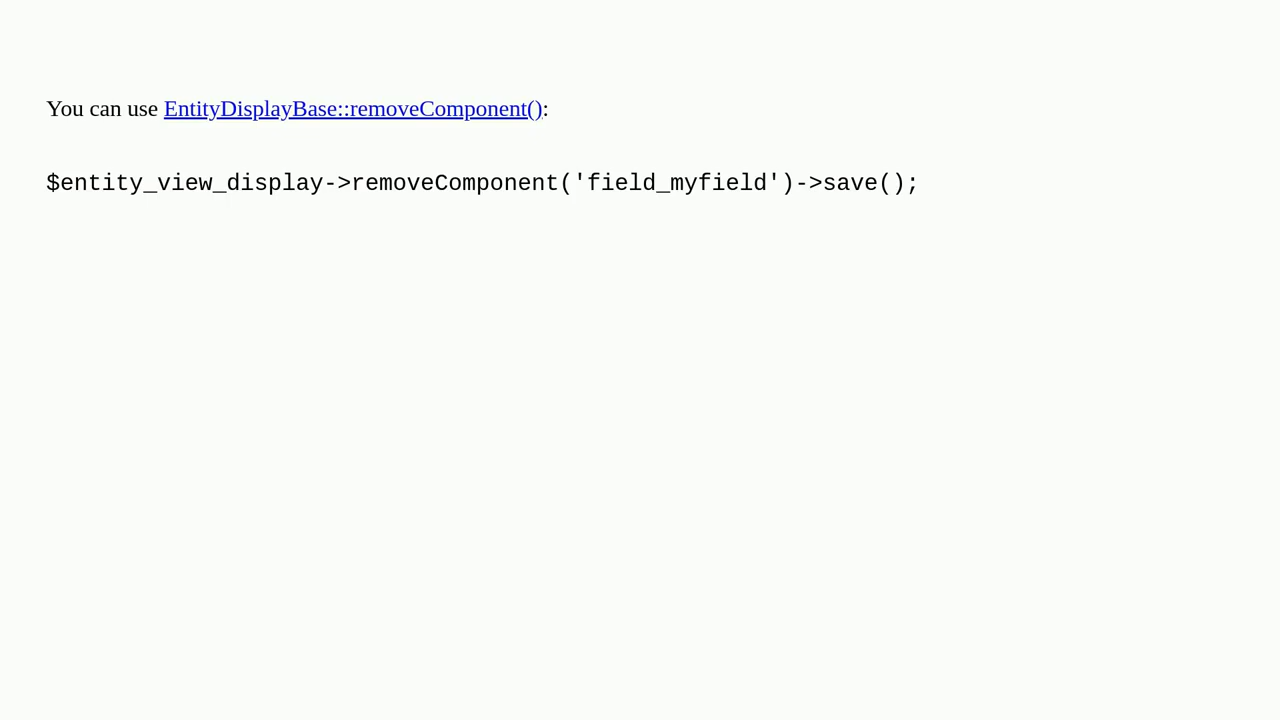 You can use EntityDisplayBase::removeComponent():
$entity_view_display->removeComponent('field_myfield')->save();